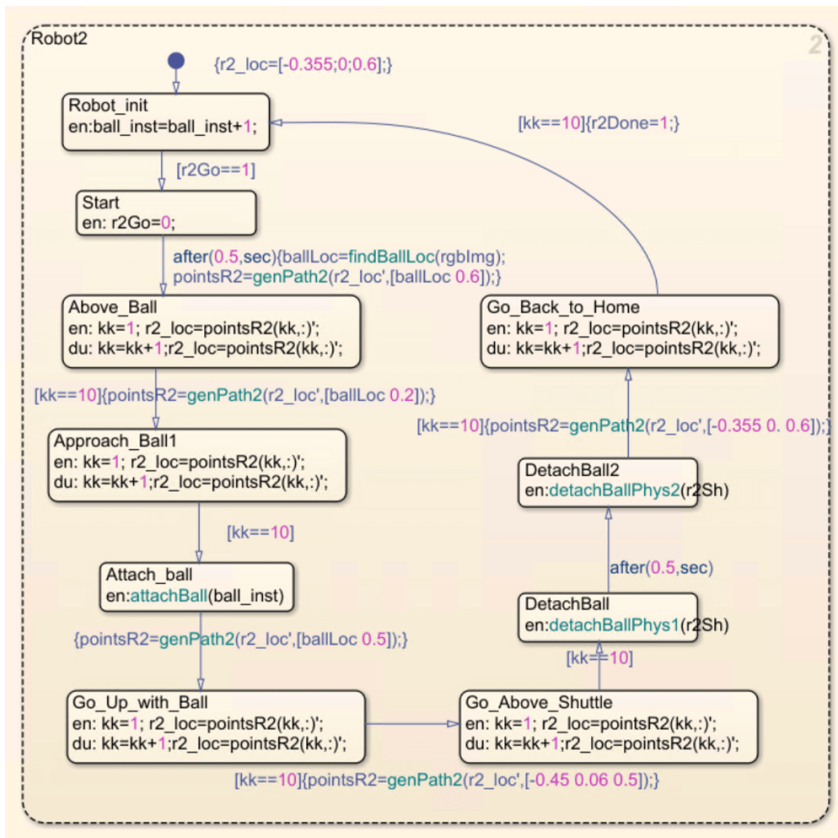 Robot2
2
{r2_loc=[-0.355;0;0.6];}
Robot_init
en:ball_inst=ball_inst+1;
[kk==10]{r2Done=1;}
[r2Go==1]
Start
en: r2Go=0;
after(0.5,sec){ballLoc=findBallLoc(rgbImg);
pointsR2=genPath2(r2_loc',[ballLoc 0.6]);}
Above_Ball
en: kk=1; r2_loc=pointsR2(kk,:)';
du: kk=kk+1;r2_loc=pointsR2(kk,:)';
[kk==10]{pointsR2=genPath2(r2_loc',[ballLoc 0.2]);}
Approach_Ball1
en: kk=1; r2_loc=pointsR2(kk,:)';
du: kk=kk+1;r2_loc=pointsR2(kk,:)';
[kk==10]
Attach_ball
en:attachBall(ball_inst)
{pointsR2=genPath2(r2_loc',[ballLoc 0.5]);}
Go_Up_with_Ball
en: kk=1; r2_loc=pointsR2(kk,:)';
du: kk=kk+1;r2_loc=pointsR2(kk,:)';
[kk==10]{pointsR2=genPath2(r2_loc',[-0.45 0.06 0.5]);}
Go_Above_Shuttle
en: kk=1; r2_loc=pointsR2(kk,:)';
du: kk=kk+1;r2_loc=pointsR2(kk,:)';
[kk==10]
DetachBall
en:detachBallPhys1(r2Sh)
after(0.5,sec)
DetachBall2
en:detachBallPhys2(r2Sh)
[kk==10]{pointsR2=genPath2(r2_loc',[-0.355 0. 0.6]);}
Go_Back_to_Home
en: kk=1; r2_loc=pointsR2(kk,:)';
du: kk=kk+1;r2_loc=pointsR2(kk,:)';